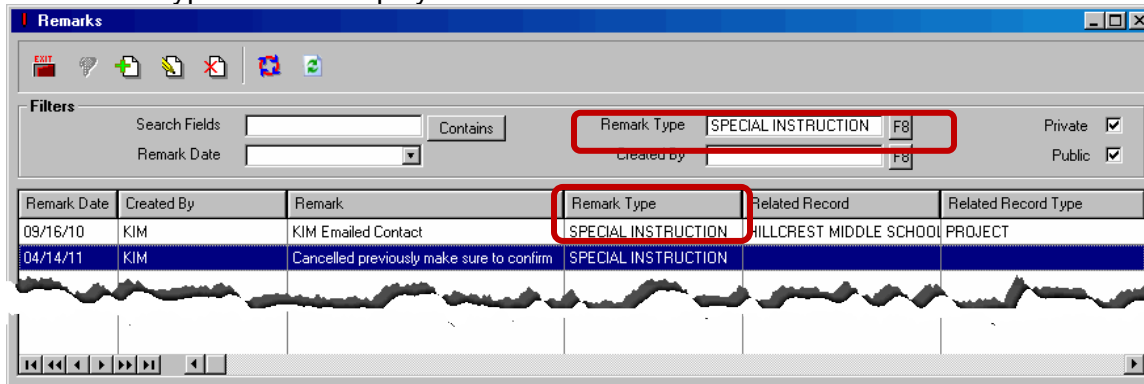 Remarks
EXIT
Filters
Search Fields Contains Remark Type SPECIAL INSTRUCTION F8 Private
Remark Date Created By F8 Public
Remark Date Created By Remark Remark Type Related Record Related Record Type
09/16/10 KIM KIM Emailed Contact SPECIAL INSTRUCTION HILLCREST MIDDLE SCHOOL PROJECT
04/14/11 KIM Cancelled previously make sure to confirm SPECIAL INSTRUCTION